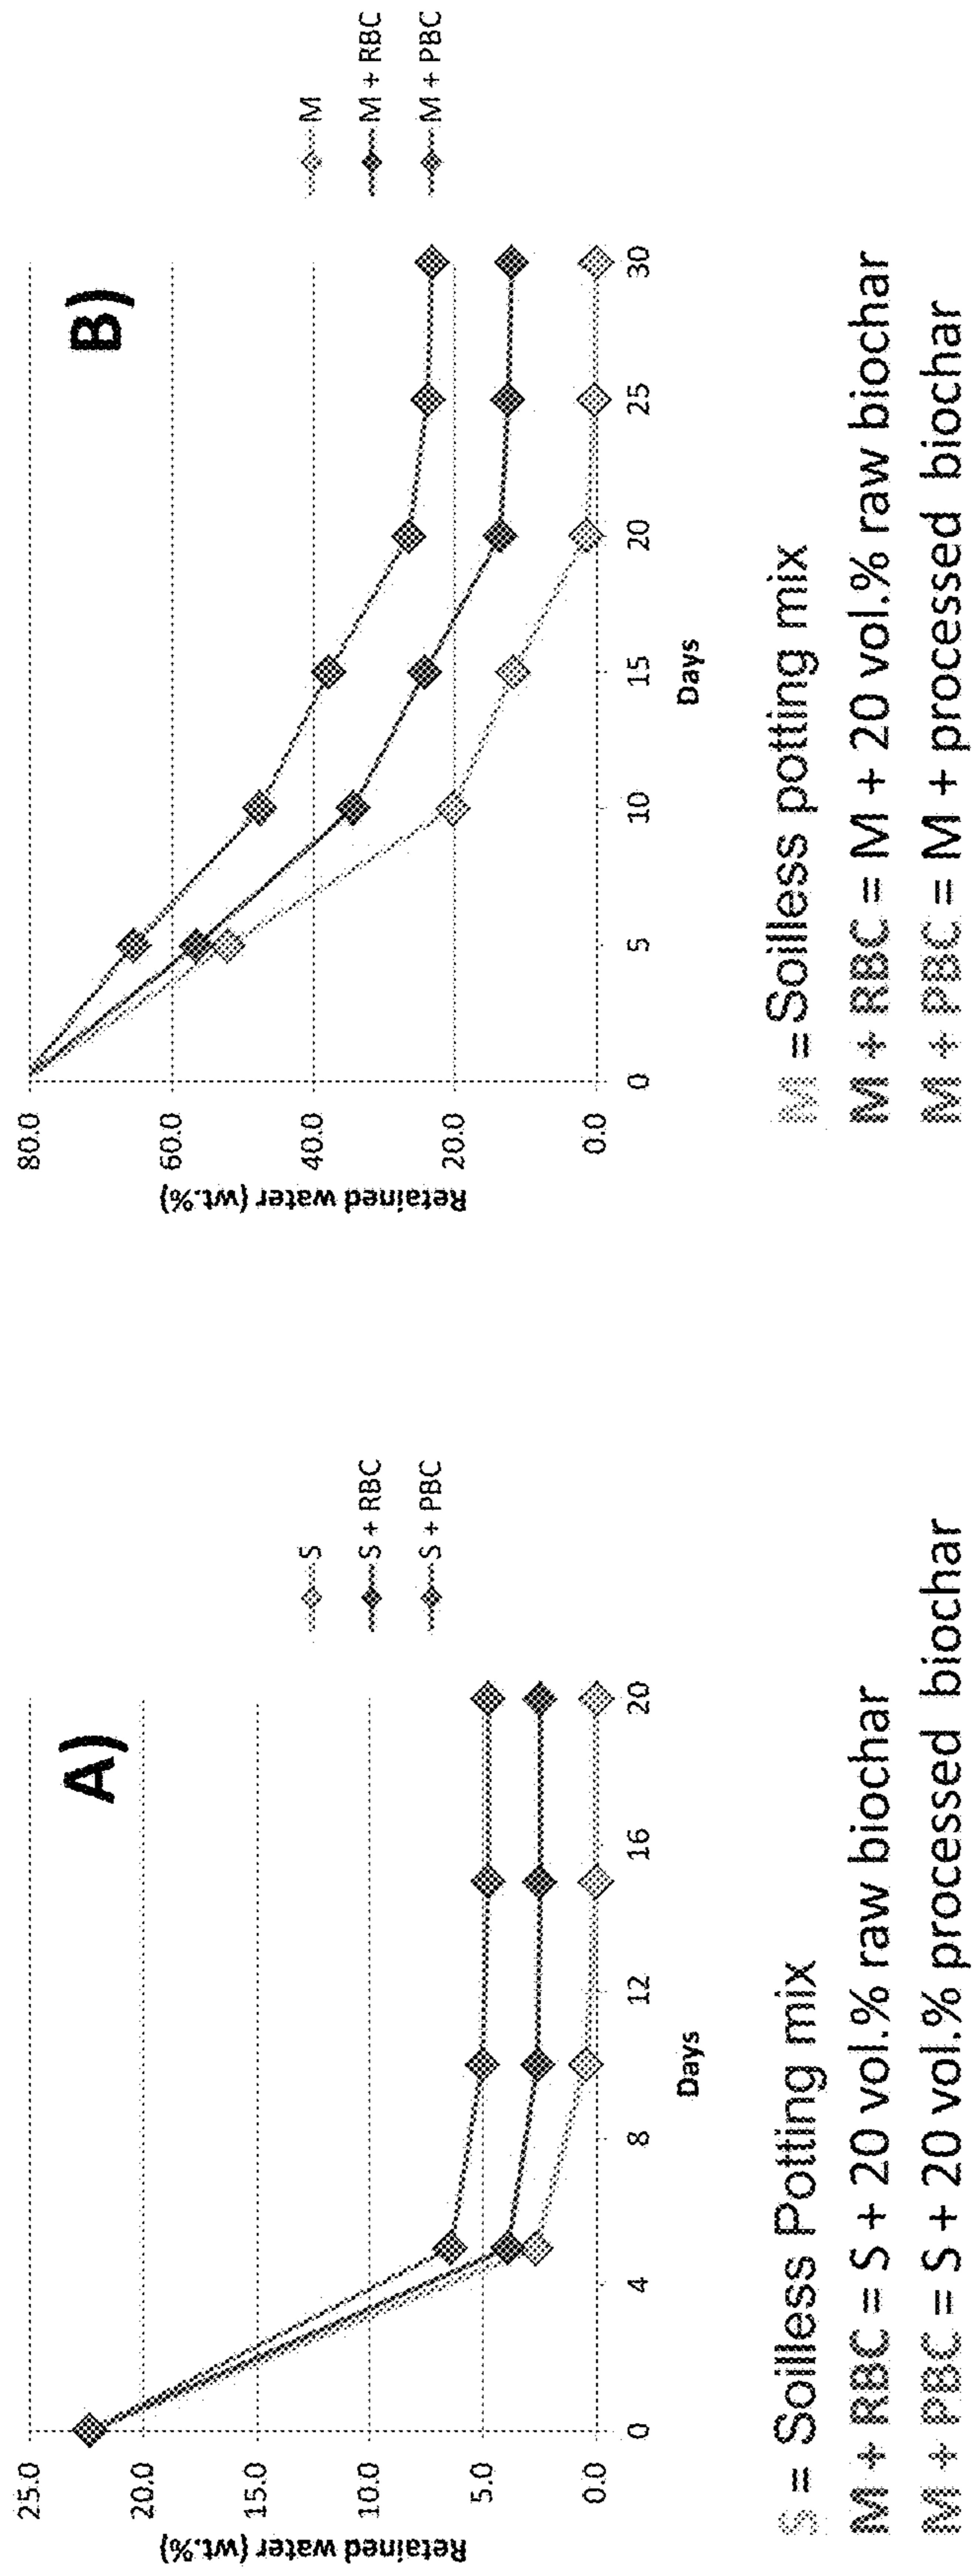 A)
25.0
20.0
15.0
10.0
5.0
0.0
Retained water (wt.%)
0 4 8 12 16 20
Days
S
S + RBC
S + PBC
S = Soilless Potting mix
M + RBC = S + 20 vol.% raw biochar
M + PBC = S + 20 vol.% processed biochar
B)
80.0
60.0
40.0
20.0
0.0
Retained water (wt.%)
0 5 10 15 20 25 30
Days
M
M + RBC
M + PBC
M = Soilless potting mix
M + RBC = M + 20 vol.% raw biochar
M + PBC = M + processed biochar